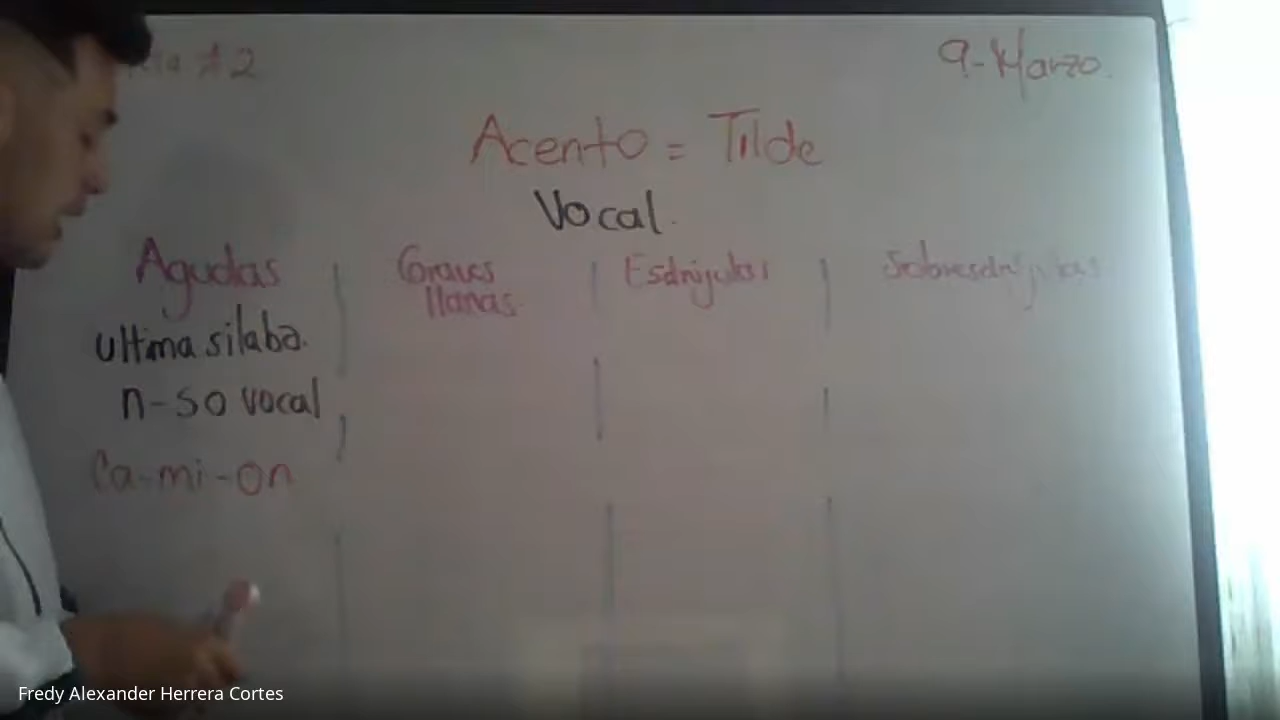 #2
9-Marzo.
Acento = Tilde
Vocal.
Agudas
Graves
llanas.
Esdrújulas
Sobresdrújulas
ultima silaba.
n-s o vocal
Ca-mi-on
Fredy Alexander Herrera Cortes